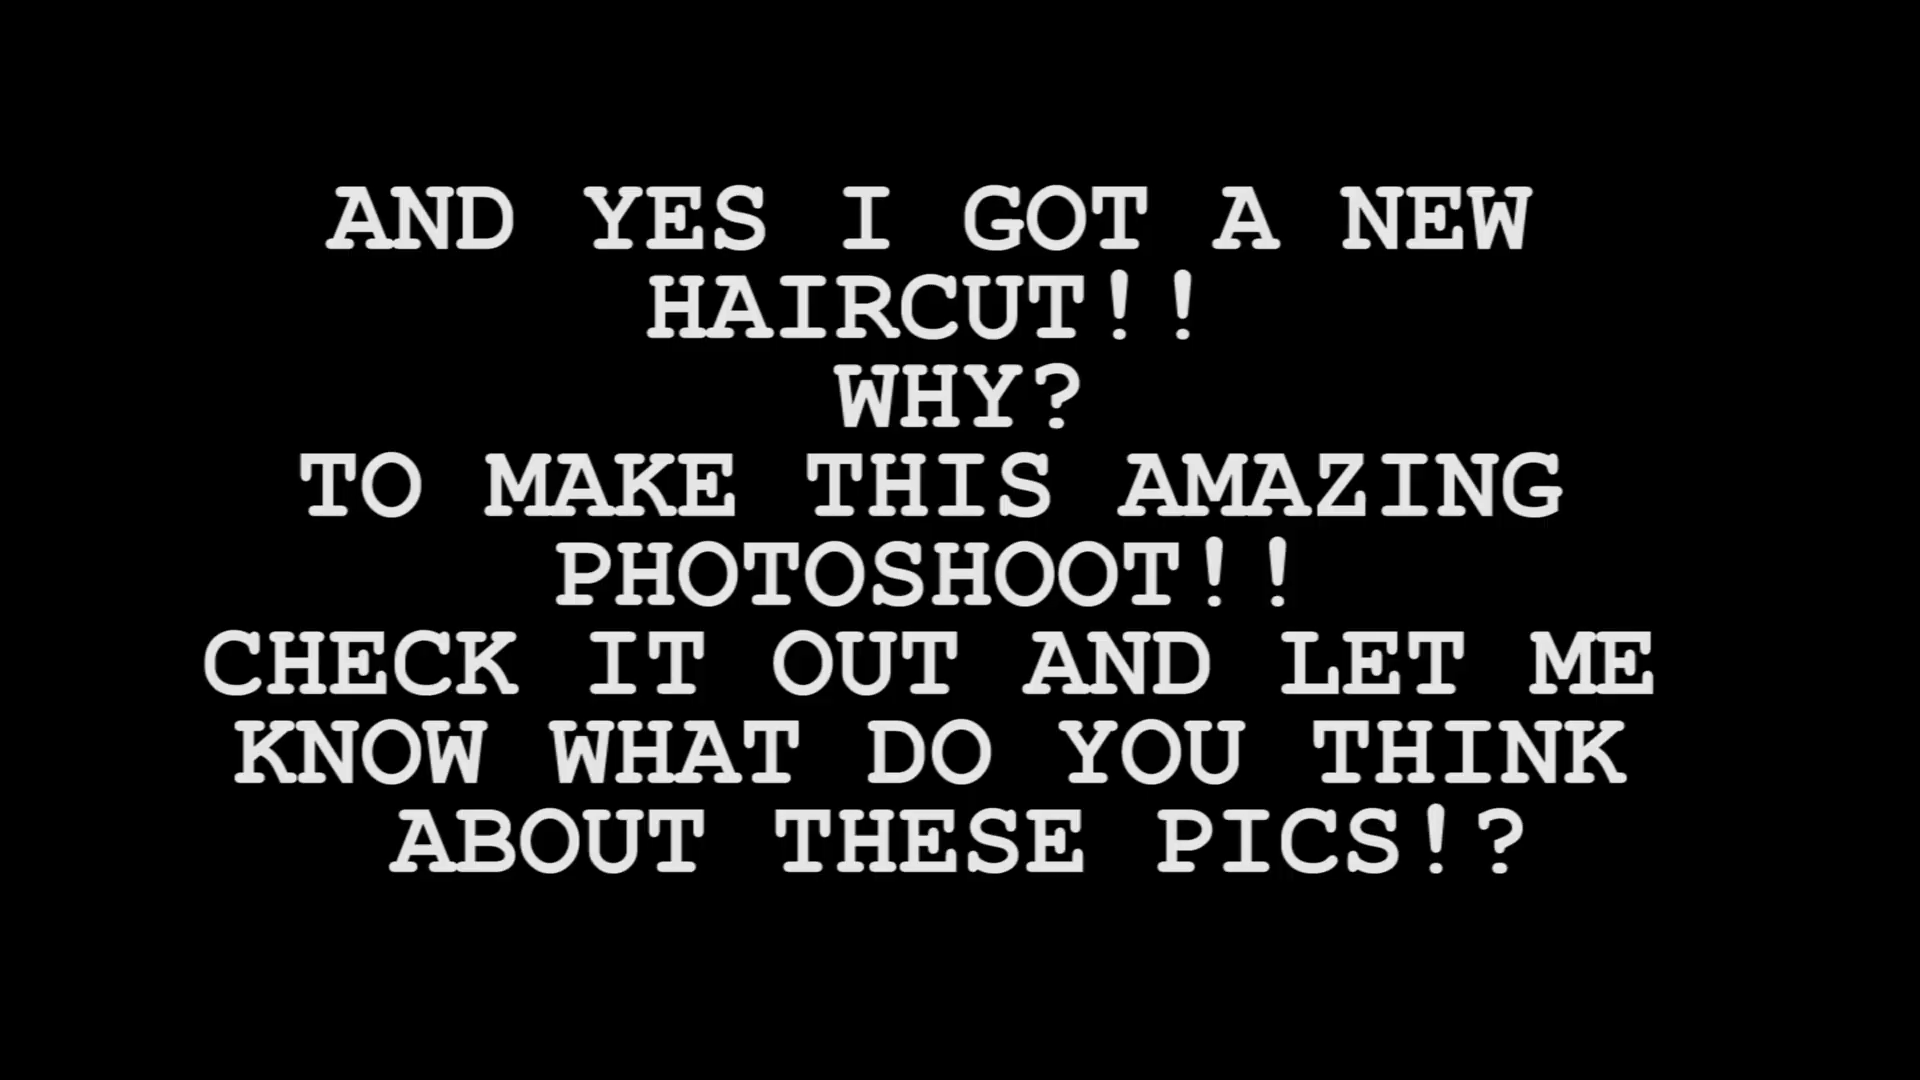 AND YES I GOT A NEW
HAIRCUT!!
WHY?
TO MAKE THIS AMAZING
PHOTOSHOOT!!
CHECK IT OUT AND LET ME
KNOW WHAT DO YOU THINK
ABOUT THESE PICS!?